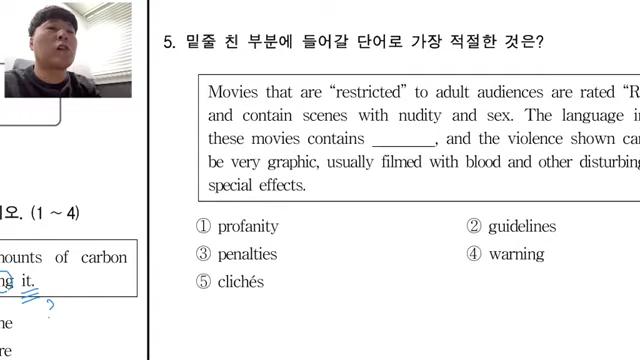 5. 밑줄 친 부분에 들어갈 단어로 가장 적절한 것은?
Movies that are “restricted” to adult audiences are rated “R
and contain scenes with nudity and sex. The language in
these movies contains ________, and the violence shown can
be very graphic, usually filmed with blood and other disturbing
special effects.
① profanity
② guidelines
③ penalties
④ warning
⑤ clichés
오. (1 ~ 4)
mounts of carbon
ng it.
ne
re